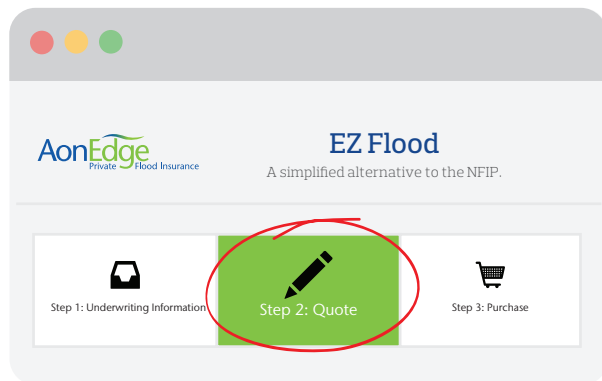 AonEdge
Private Flood Insurance
EZ Flood
A simplified alternative to the NFIP.
Step 1: Underwriting Information
Step 2: Quote
Step 3: Purchase